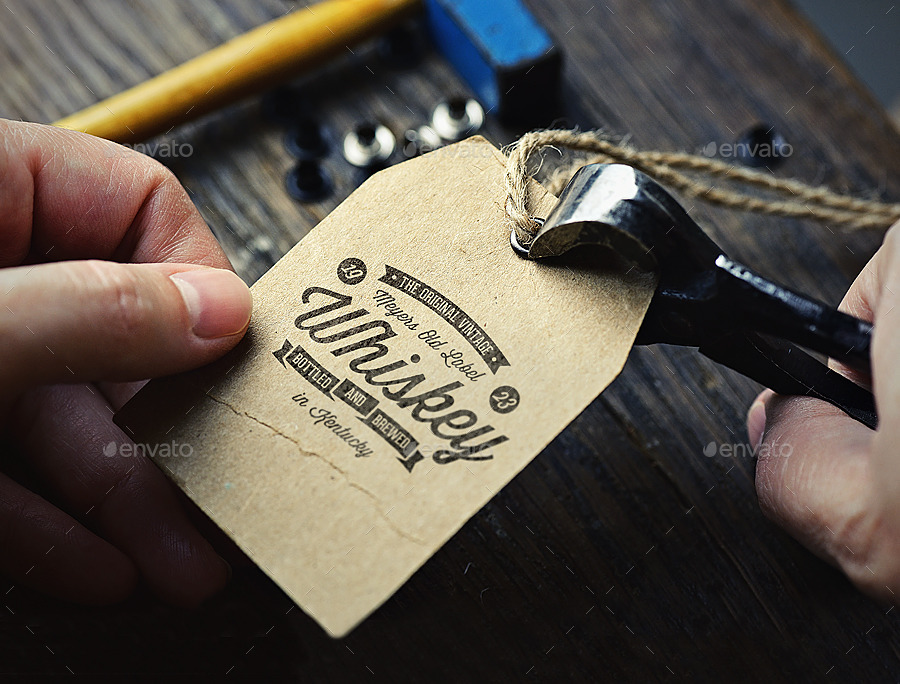 THE ORIGINAL VINTAGE
19
Meyers Old Label
Whiskey
23
BOTTLED AND BREWED
in Kentucky
envato
envato
envato
envato